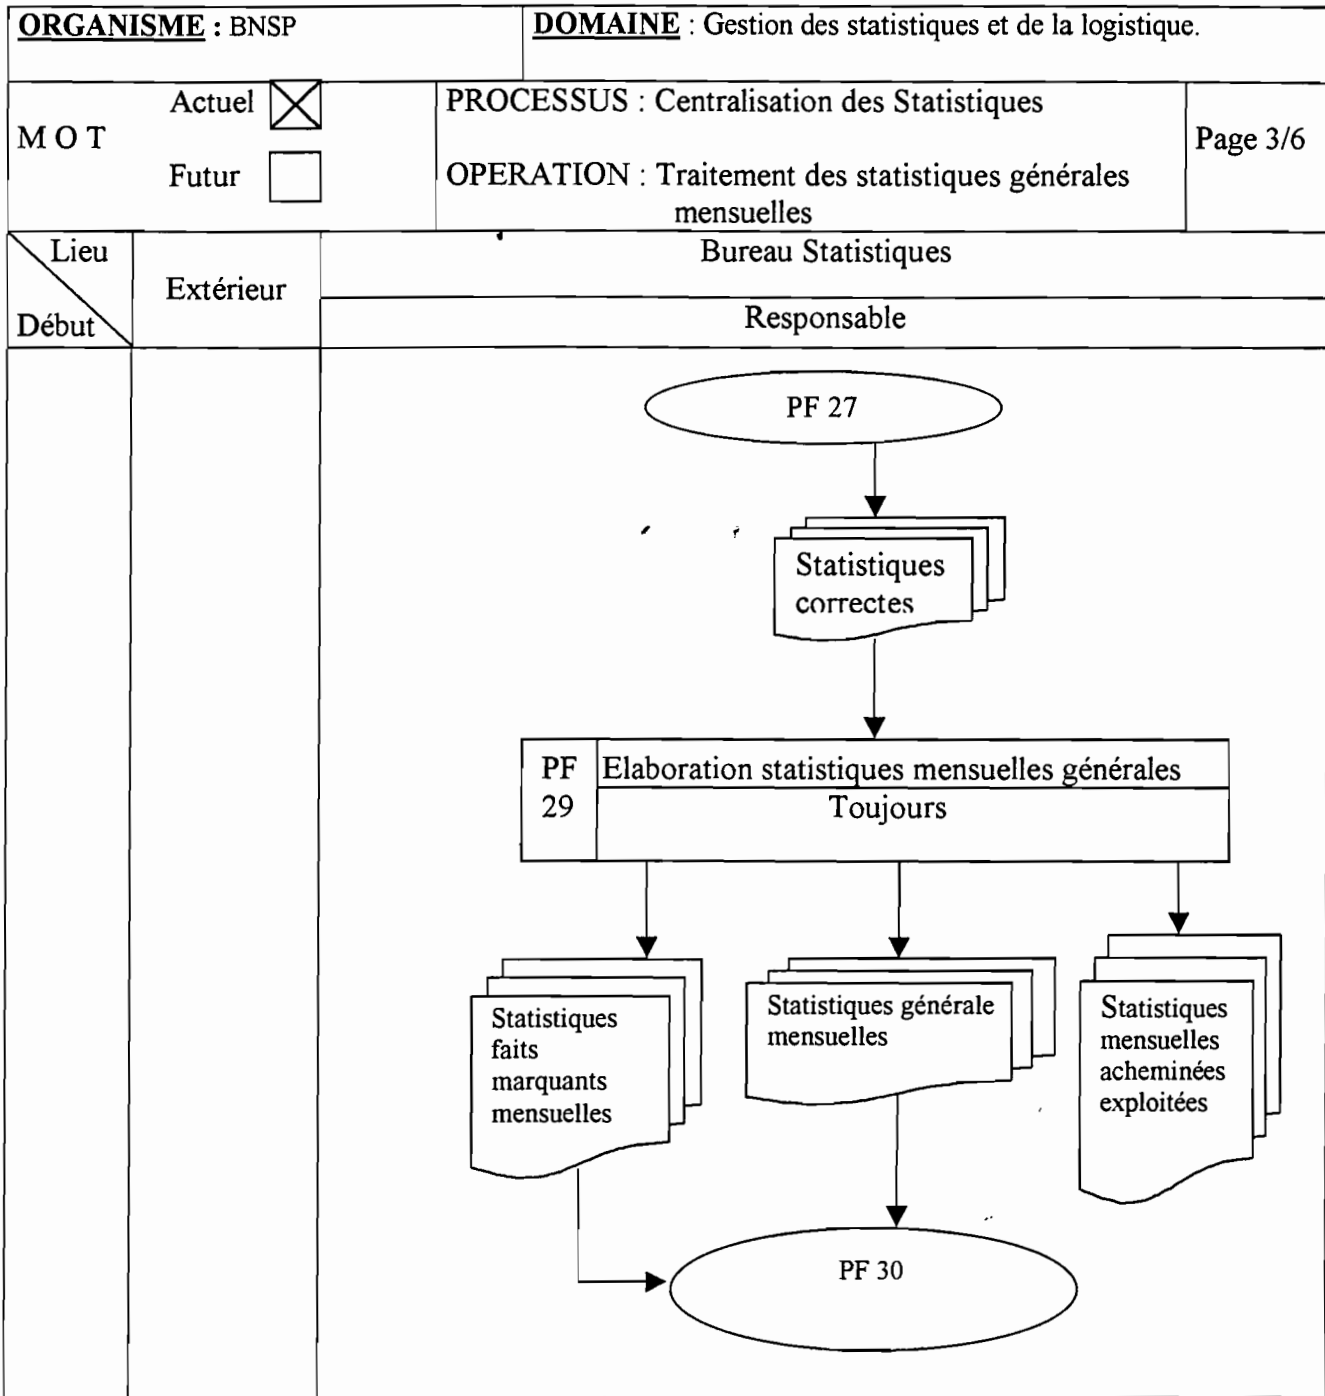 ORGANISME : BNSP
DOMAINE : Gestion des statistiques et de la logistique.
M O T
Actuel
Futur
PROCESSUS : Centralisation des Statistiques
OPERATION : Traitement des statistiques générales
mensuelles
Page 3/6
Lieu
Début
Extérieur
Bureau Statistiques
Responsable
PF 27
Statistiques
correctes
PF
29
Elaboration statistiques mensuelles générales
Toujours
Statistiques
faits
marquants
mensuelles
Statistiques générale
mensuelles
Statistiques
mensuelles
acheminées
exploitées
PF 30